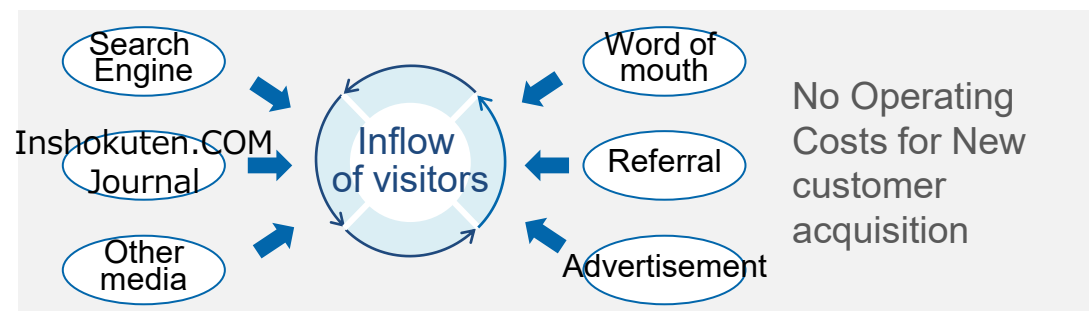 Search
Engine
Inshokuten.COM
Journal
Other
media
Inflow
of visitors
Word of
mouth
Referral
Advertisement
No Operating
Costs for New
customer
acquisition